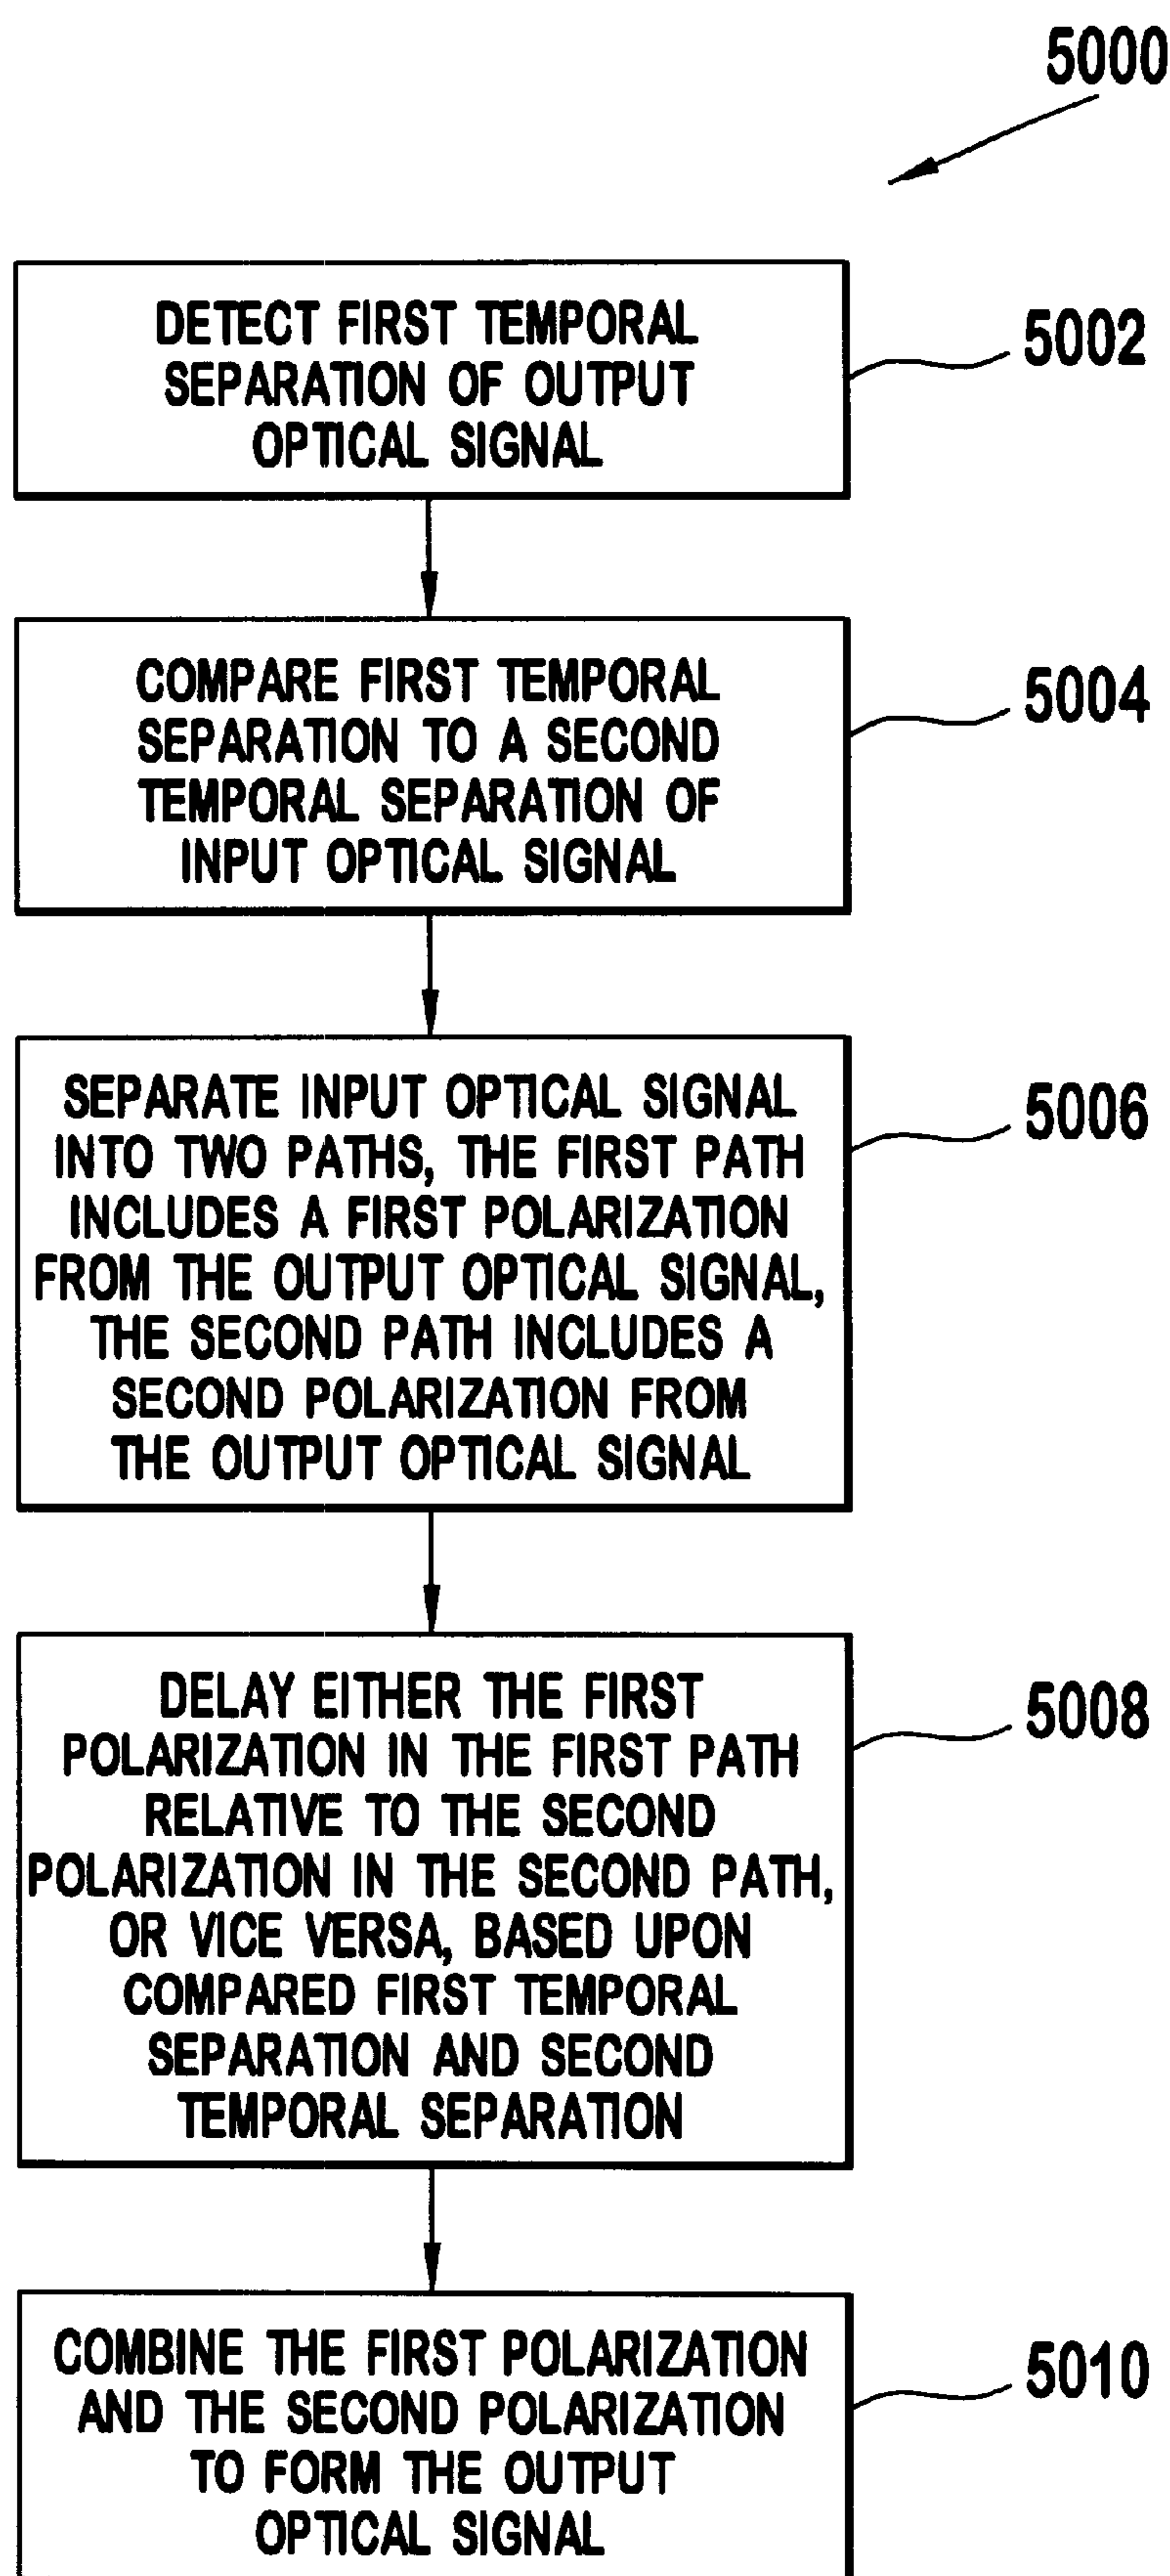 5000
DETECT FIRST TEMPORAL
SEPARATION OF OUTPUT
OPTICAL SIGNAL
5002
COMPARE FIRST TEMPORAL
SEPARATION TO A SECOND
TEMPORAL SEPARATION OF
INPUT OPTICAL SIGNAL
5004
SEPARATE INPUT OPTICAL SIGNAL
INTO TWO PATHS, THE FIRST PATH
INCLUDES A FIRST POLARIZATION
FROM THE OUTPUT OPTICAL SIGNAL,
THE SECOND PATH INCLUDES A
SECOND POLARIZATION FROM
THE OUTPUT OPTICAL SIGNAL
5006
DELAY EITHER THE FIRST
POLARIZATION IN THE FIRST PATH
RELATIVE TO THE SECOND
POLARIZATION IN THE SECOND PATH,
OR VICE VERSA, BASED UPON
COMPARED FIRST TEMPORAL
SEPARATION AND SECOND
TEMPORAL SEPARATION
5008
COMBINE THE FIRST POLARIZATION
AND THE SECOND POLARIZATION
TO FORM THE OUTPUT
OPTICAL SIGNAL
5010